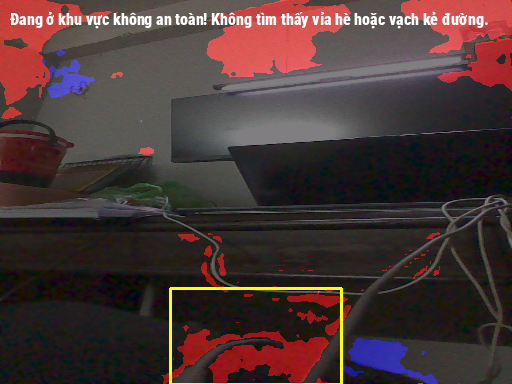 Đang ở khu vực không an toàn! Không tìm thấy vỉa hè hoặc vạch kẻ đường.